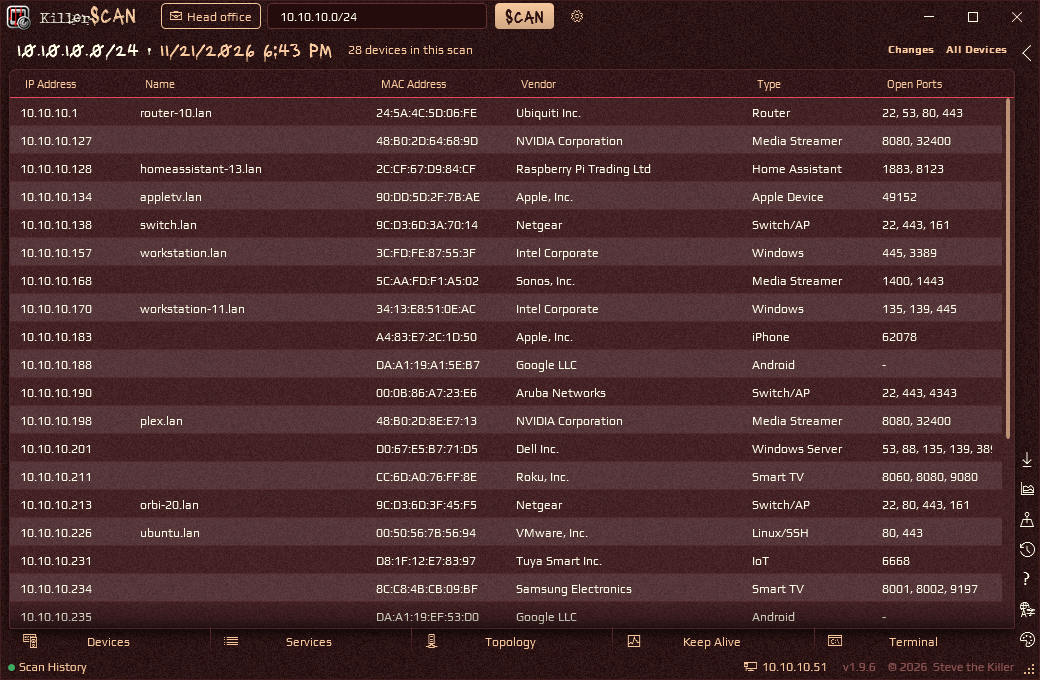 KillerSCAN Head office 10.10.10.0/24 SCAN
10.10.10.0/24 · 11/21/2026 6:43 PM 28 devices in this scan Changes All Devices
IP Address Name MAC Address Vendor Type Open Ports
10.10.10.1 router-10.lan 24:5A:4C:5D:06:FE Ubiquiti Inc. Router 22, 53, 80, 443
10.10.10.127 48:B0:2D:64:68:9D NVIDIA Corporation Media Streamer 8080, 32400
10.10.10.128 homeassistant-13.lan 2C:CF:67:D9:84:CF Raspberry Pi Trading Ltd Home Assistant 1883, 8123
10.10.10.134 appletv.lan 90:DD:5D:2F:7B:AE Apple, Inc. Apple Device 49152
10.10.10.138 switch.lan 9C:D3:6D:3A:70:14 Netgear Switch/AP 22, 443, 161
10.10.10.157 workstation.lan 3C:FD:FE:87:55:3F Intel Corporate Windows 445, 3389
10.10.10.168 5C:AA:FD:F1:A5:02 Sonos, Inc. Media Streamer 1400, 1443
10.10.10.170 workstation-11.lan 34:13:E8:51:0E:AC Intel Corporate Windows 135, 139, 445
10.10.10.183 A4:83:E7:2C:1D:50 Apple, Inc. iPhone 62078
10.10.10.188 DA:A1:19:A1:5E:B7 Google LLC Android -
10.10.10.190 00:0B:86:A7:23:E6 Aruba Networks Switch/AP 22, 443, 4343
10.10.10.198 plex.lan 48:B0:2D:8E:E7:13 NVIDIA Corporation Media Streamer 8080, 32400
10.10.10.201 D0:67:E5:B7:71:D5 Dell Inc. Windows Server 53, 88, 135, 139, 389
10.10.10.211 CC:6D:A0:76:FF:8E Roku, Inc. Smart TV 8060, 8080, 9080
10.10.10.213 orbi-20.lan 9C:D3:6D:3F:45:F5 Netgear Switch/AP 22, 80, 443, 161
10.10.10.226 ubuntu.lan 00:50:56:7B:56:94 VMware, Inc. Linux/SSH 80, 443
10.10.10.231 D8:1F:12:E7:83:97 Tuya Smart Inc. IoT 6668
10.10.10.234 8C:C8:4B:CB:09:BF Samsung Electronics Smart TV 8001, 8002, 9197
10.10.10.235 DA:A1:19:EF:53:D0 Google LLC Android -
Devices Services Topology Keep Alive Terminal
Scan History 10.10.10.51 v1.9.6 © 2026 Steve the Killer